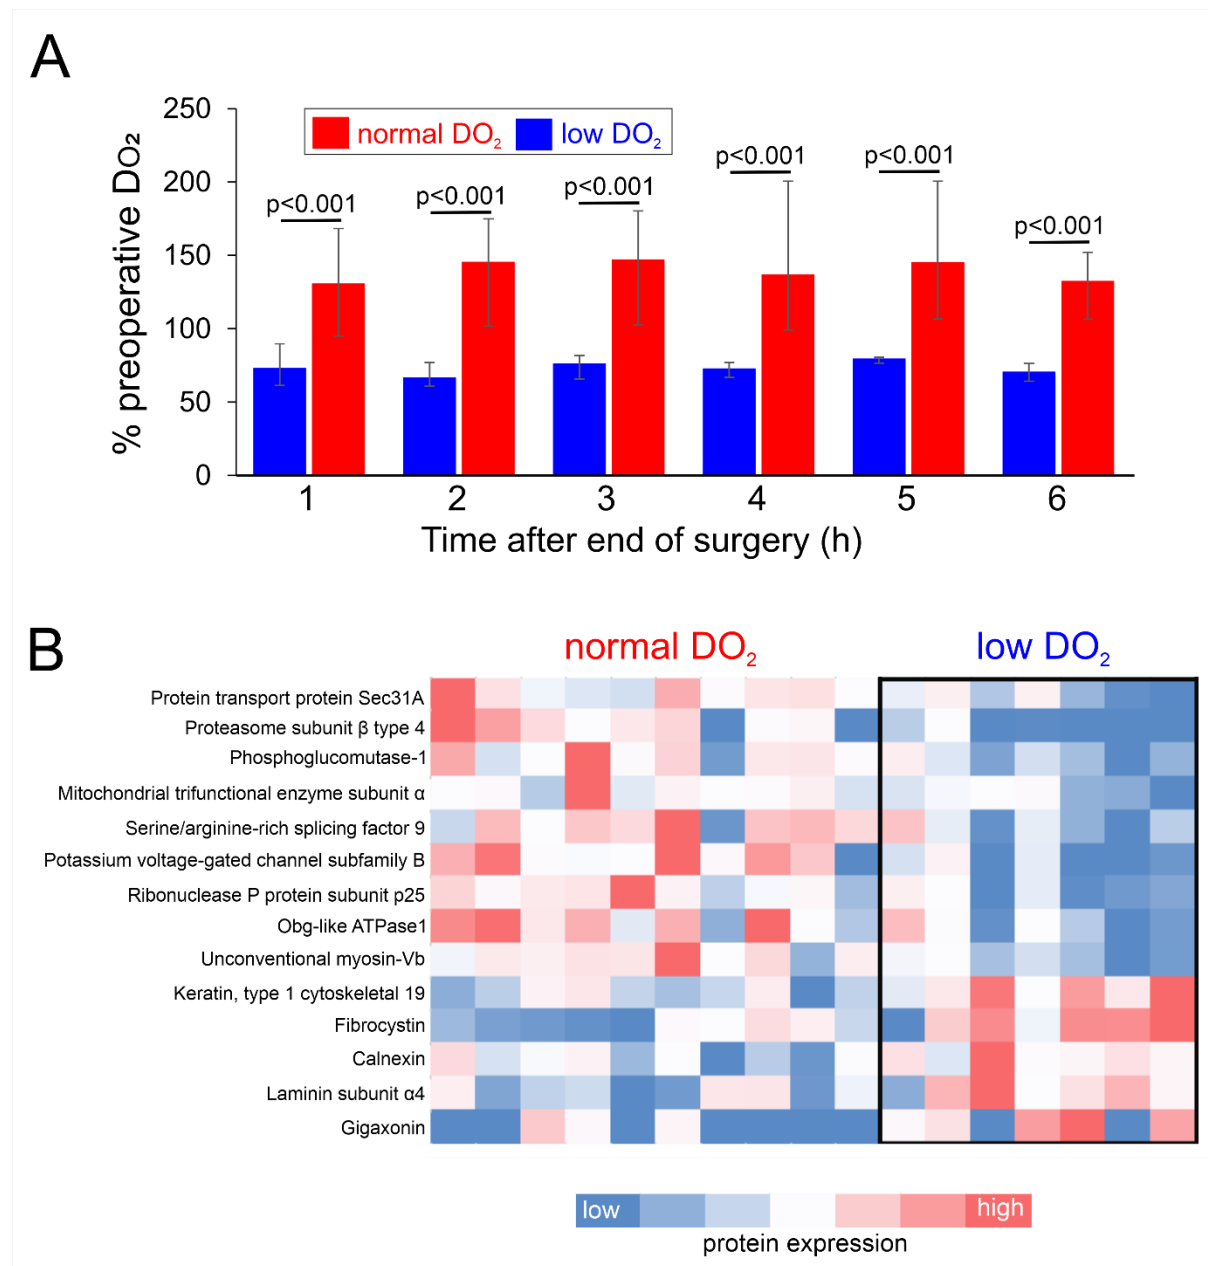 A
250
200
150
100
50
0
% preoperative DO₂
normal DO₂
low DO₂
p<0.001
p<0.001
p<0.001
p<0.001
p<0.001
p<0.001
1 2 3 4 5 6
Time after end of surgery (h)
B
normal DO₂
low DO₂
Protein transport protein Sec31A
Proteasome subunit β type 4
Phosphoglucomutase-1
Mitochondrial trifunctional enzyme subunit α
Serine/arginine-rich splicing factor 9
Potassium voltage-gated channel subfamily B
Ribonuclease P protein subunit p25
Obg-like ATPase1
Unconventional myosin-Vb
Keratin, type 1 cytoskeletal 19
Fibrocystin
Calnexin
Laminin subunit α4
Gigaxonin
low
high
protein expression